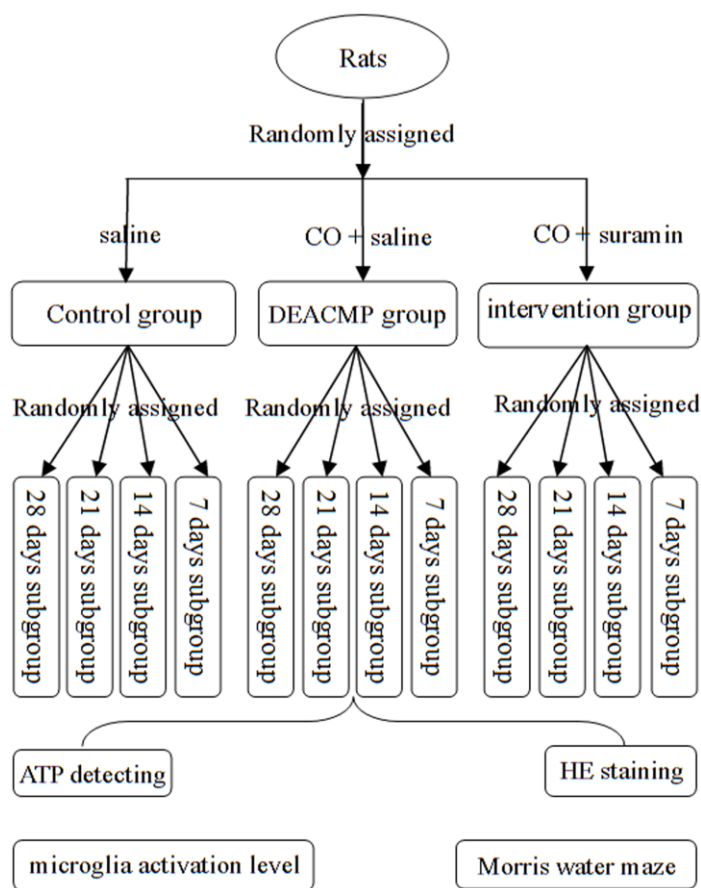 Rats
Randomly assigned
saline
CO + saline
CO + suramin
Control group
DEACMP group
intervention group
Randomly assigned
Randomly assigned
Randomly assigned
28 days subgroup
21 days subgroup
14 days subgroup
7 days subgroup
28 days subgroup
21 days subgroup
14 days subgroup
7 days subgroup
28 days subgroup
21 days subgroup
14 days subgroup
7 days subgroup
ATP detecting
HE staining
microglia activation level
Morris water maze